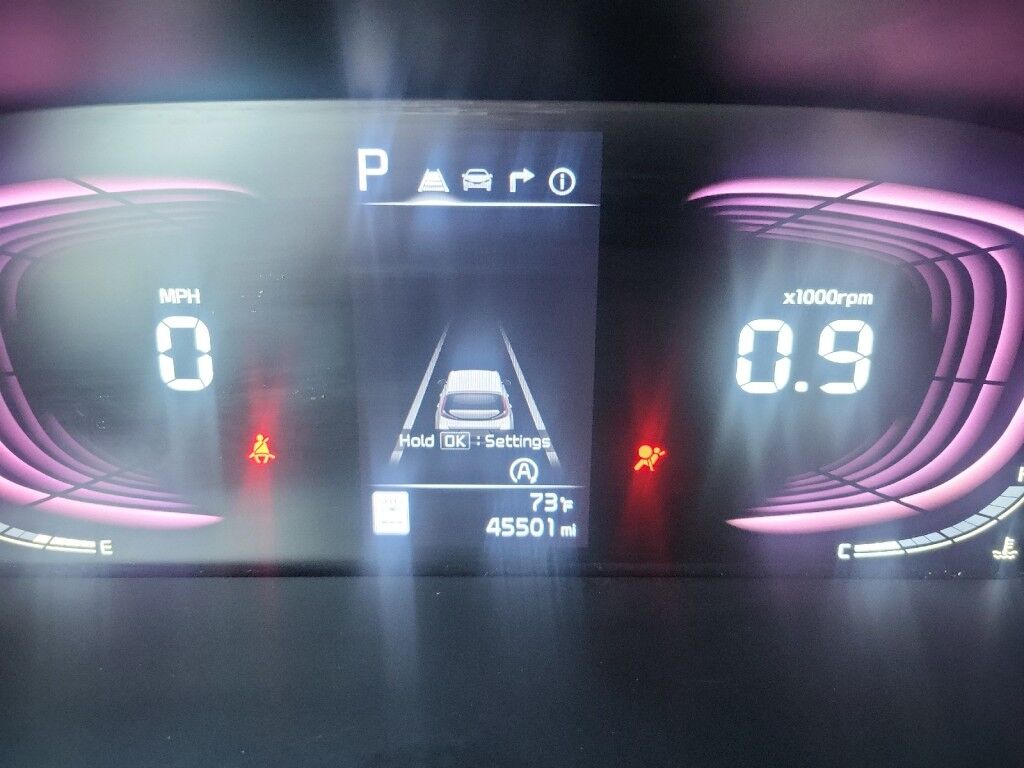 P
MPH
0
x1000rpm
0.9
Hold OK : Settings
A
73°F
45501 mi
E
C